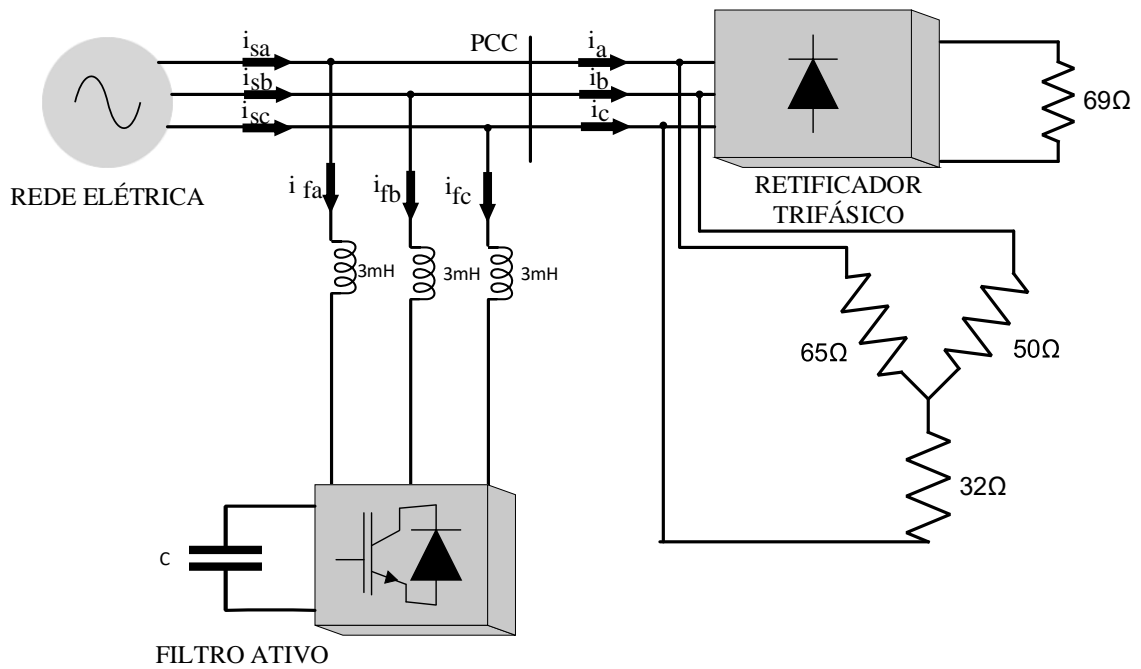 isa
PCC
ia
isb
ib
isc
ic
69Ω
REDE ELÉTRICA
i fa
ifb
ifc
RETIFICADOR
TRIFÁSICO
3mH
3mH
3mH
65Ω
50Ω
32Ω
C
FILTRO ATIVO